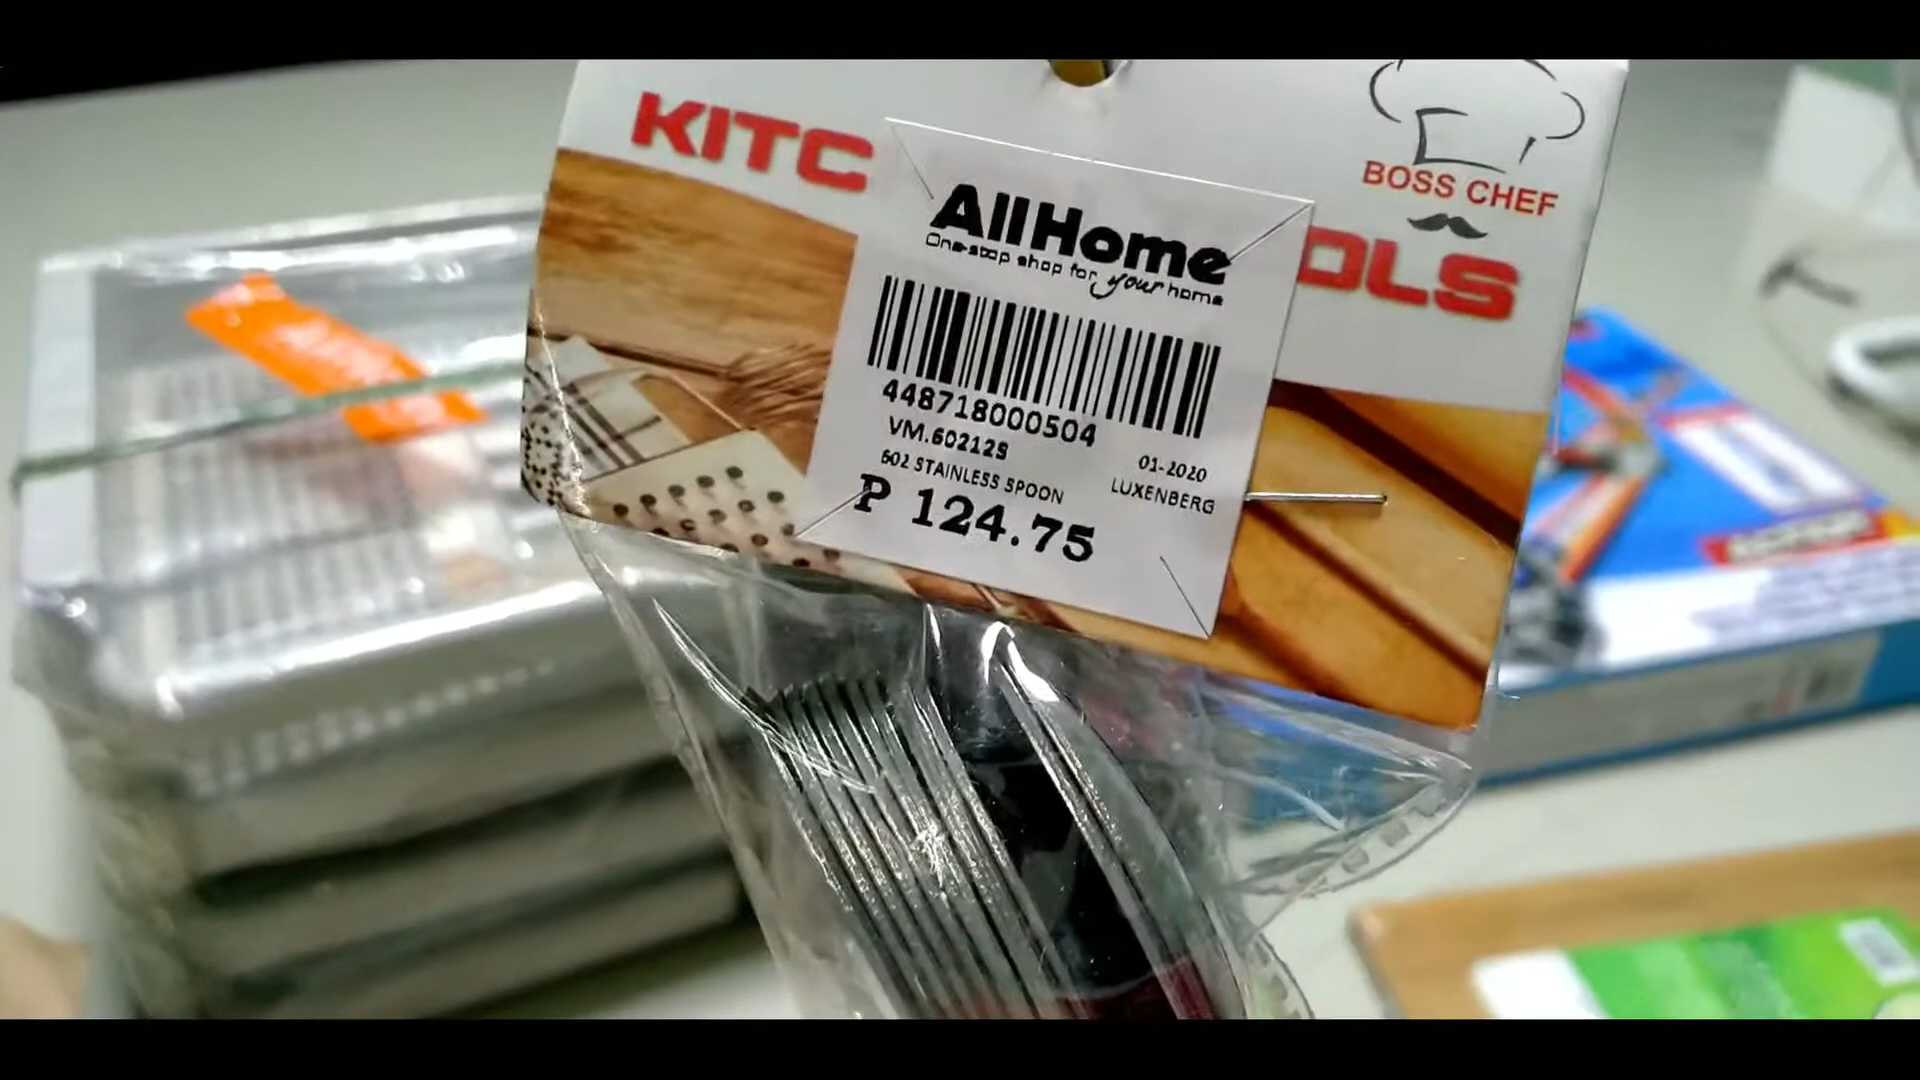 KITC OLS
BOSS CHEF
AllHome
One-stop shop for your home
448718000504
VM.602129
602 STAINLESS SPOON
01-2020
LUXENBERG
P 124.75